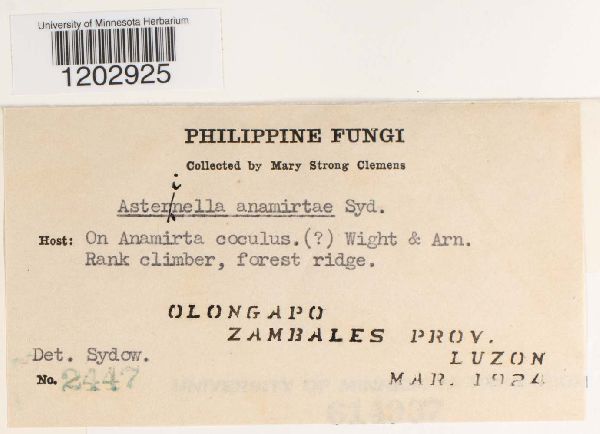 University of Minnesota Herbarium
1202925
PHILIPPINE FUNGI
Collected by Mary Strong Clemens
i
Asternella anamirtae Syd.
Host: On Anamirta coculus.(?) Wight & Arn.
Rank climber, forest ridge.
OLONGAPO
ZAMBALES PROV.
Det. Sydow.
LUZON
No. 2447
MAR. 1924